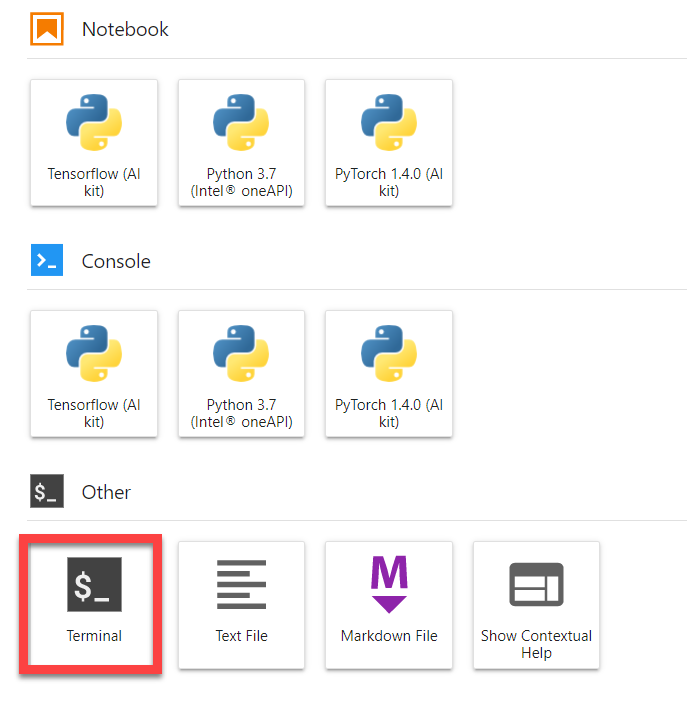 Notebook
Tensorflow (AI
kit)
Python 3.7
(Intel® oneAPI)
PyTorch 1.4.0 (AI
kit)
Console
Tensorflow (AI
kit)
Python 3.7
(Intel® oneAPI)
PyTorch 1.4.0 (AI
kit)
$_ Other
$_
Terminal
Text File
M
Markdown File
Show Contextual
Help